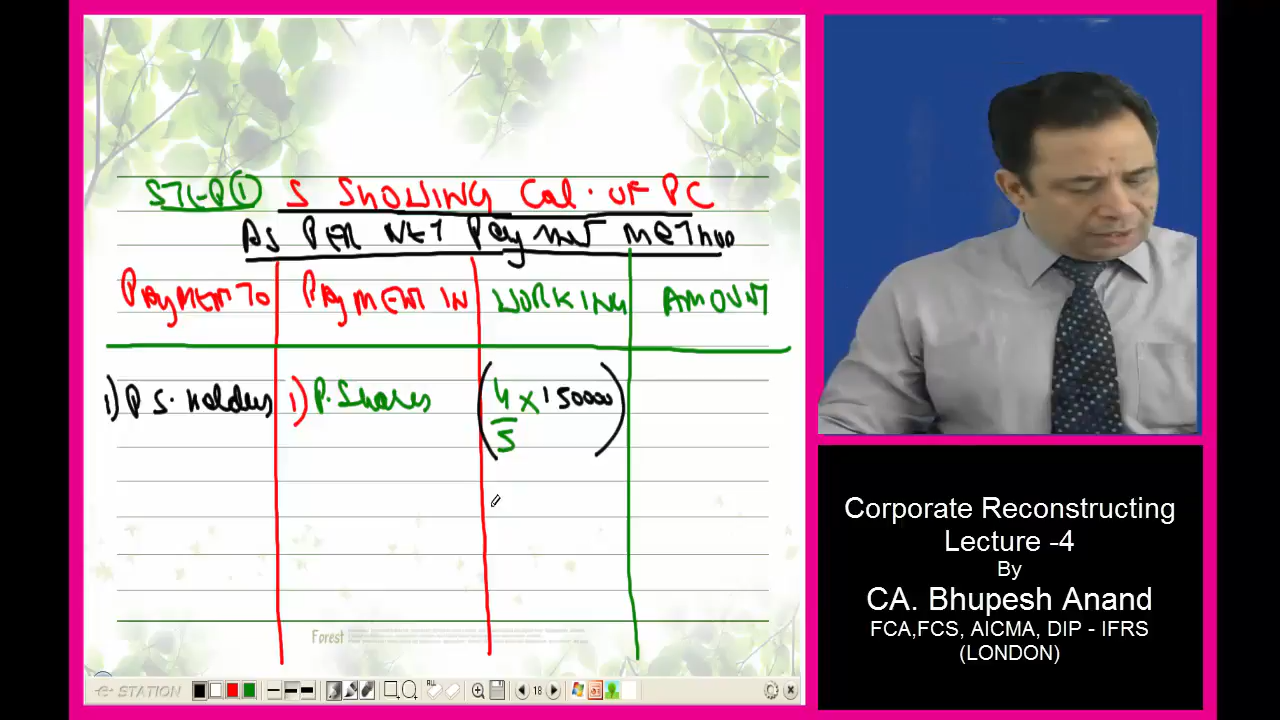 STEP ① S SHOWING Cal. OF PC
AS PER NET Payment METHOD
PAYMENT TO PAYMENT IN WORKING AMOUNT
1) P S. Holders 1) P. Shares (4/5 X 150000)
Forest
e-STATION
18
Corporate Reconstructing
Lecture -4
By
CA. Bhupesh Anand
FCA,FCS, AICMA, DIP - IFRS
(LONDON)